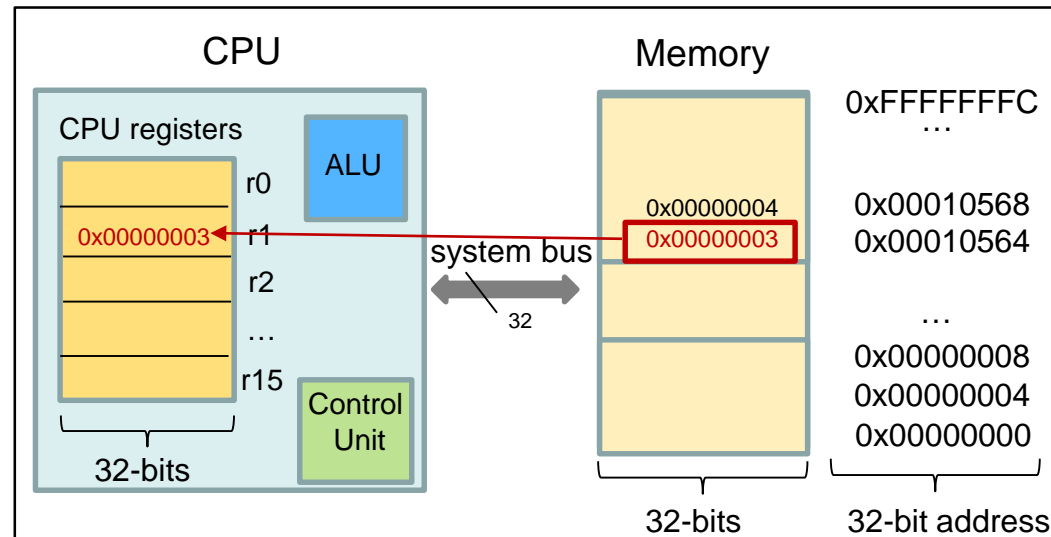 CPU
Memory
CPU registers
ALU
r0
0x00000003
r1
r2
...
r15
Control
Unit
32-bits
system bus
32
0x00000004
0x00000003
32-bits
0xFFFFFFFC
...
0x00010568
0x00010564
...
0x00000008
0x00000004
0x00000000
32-bit address